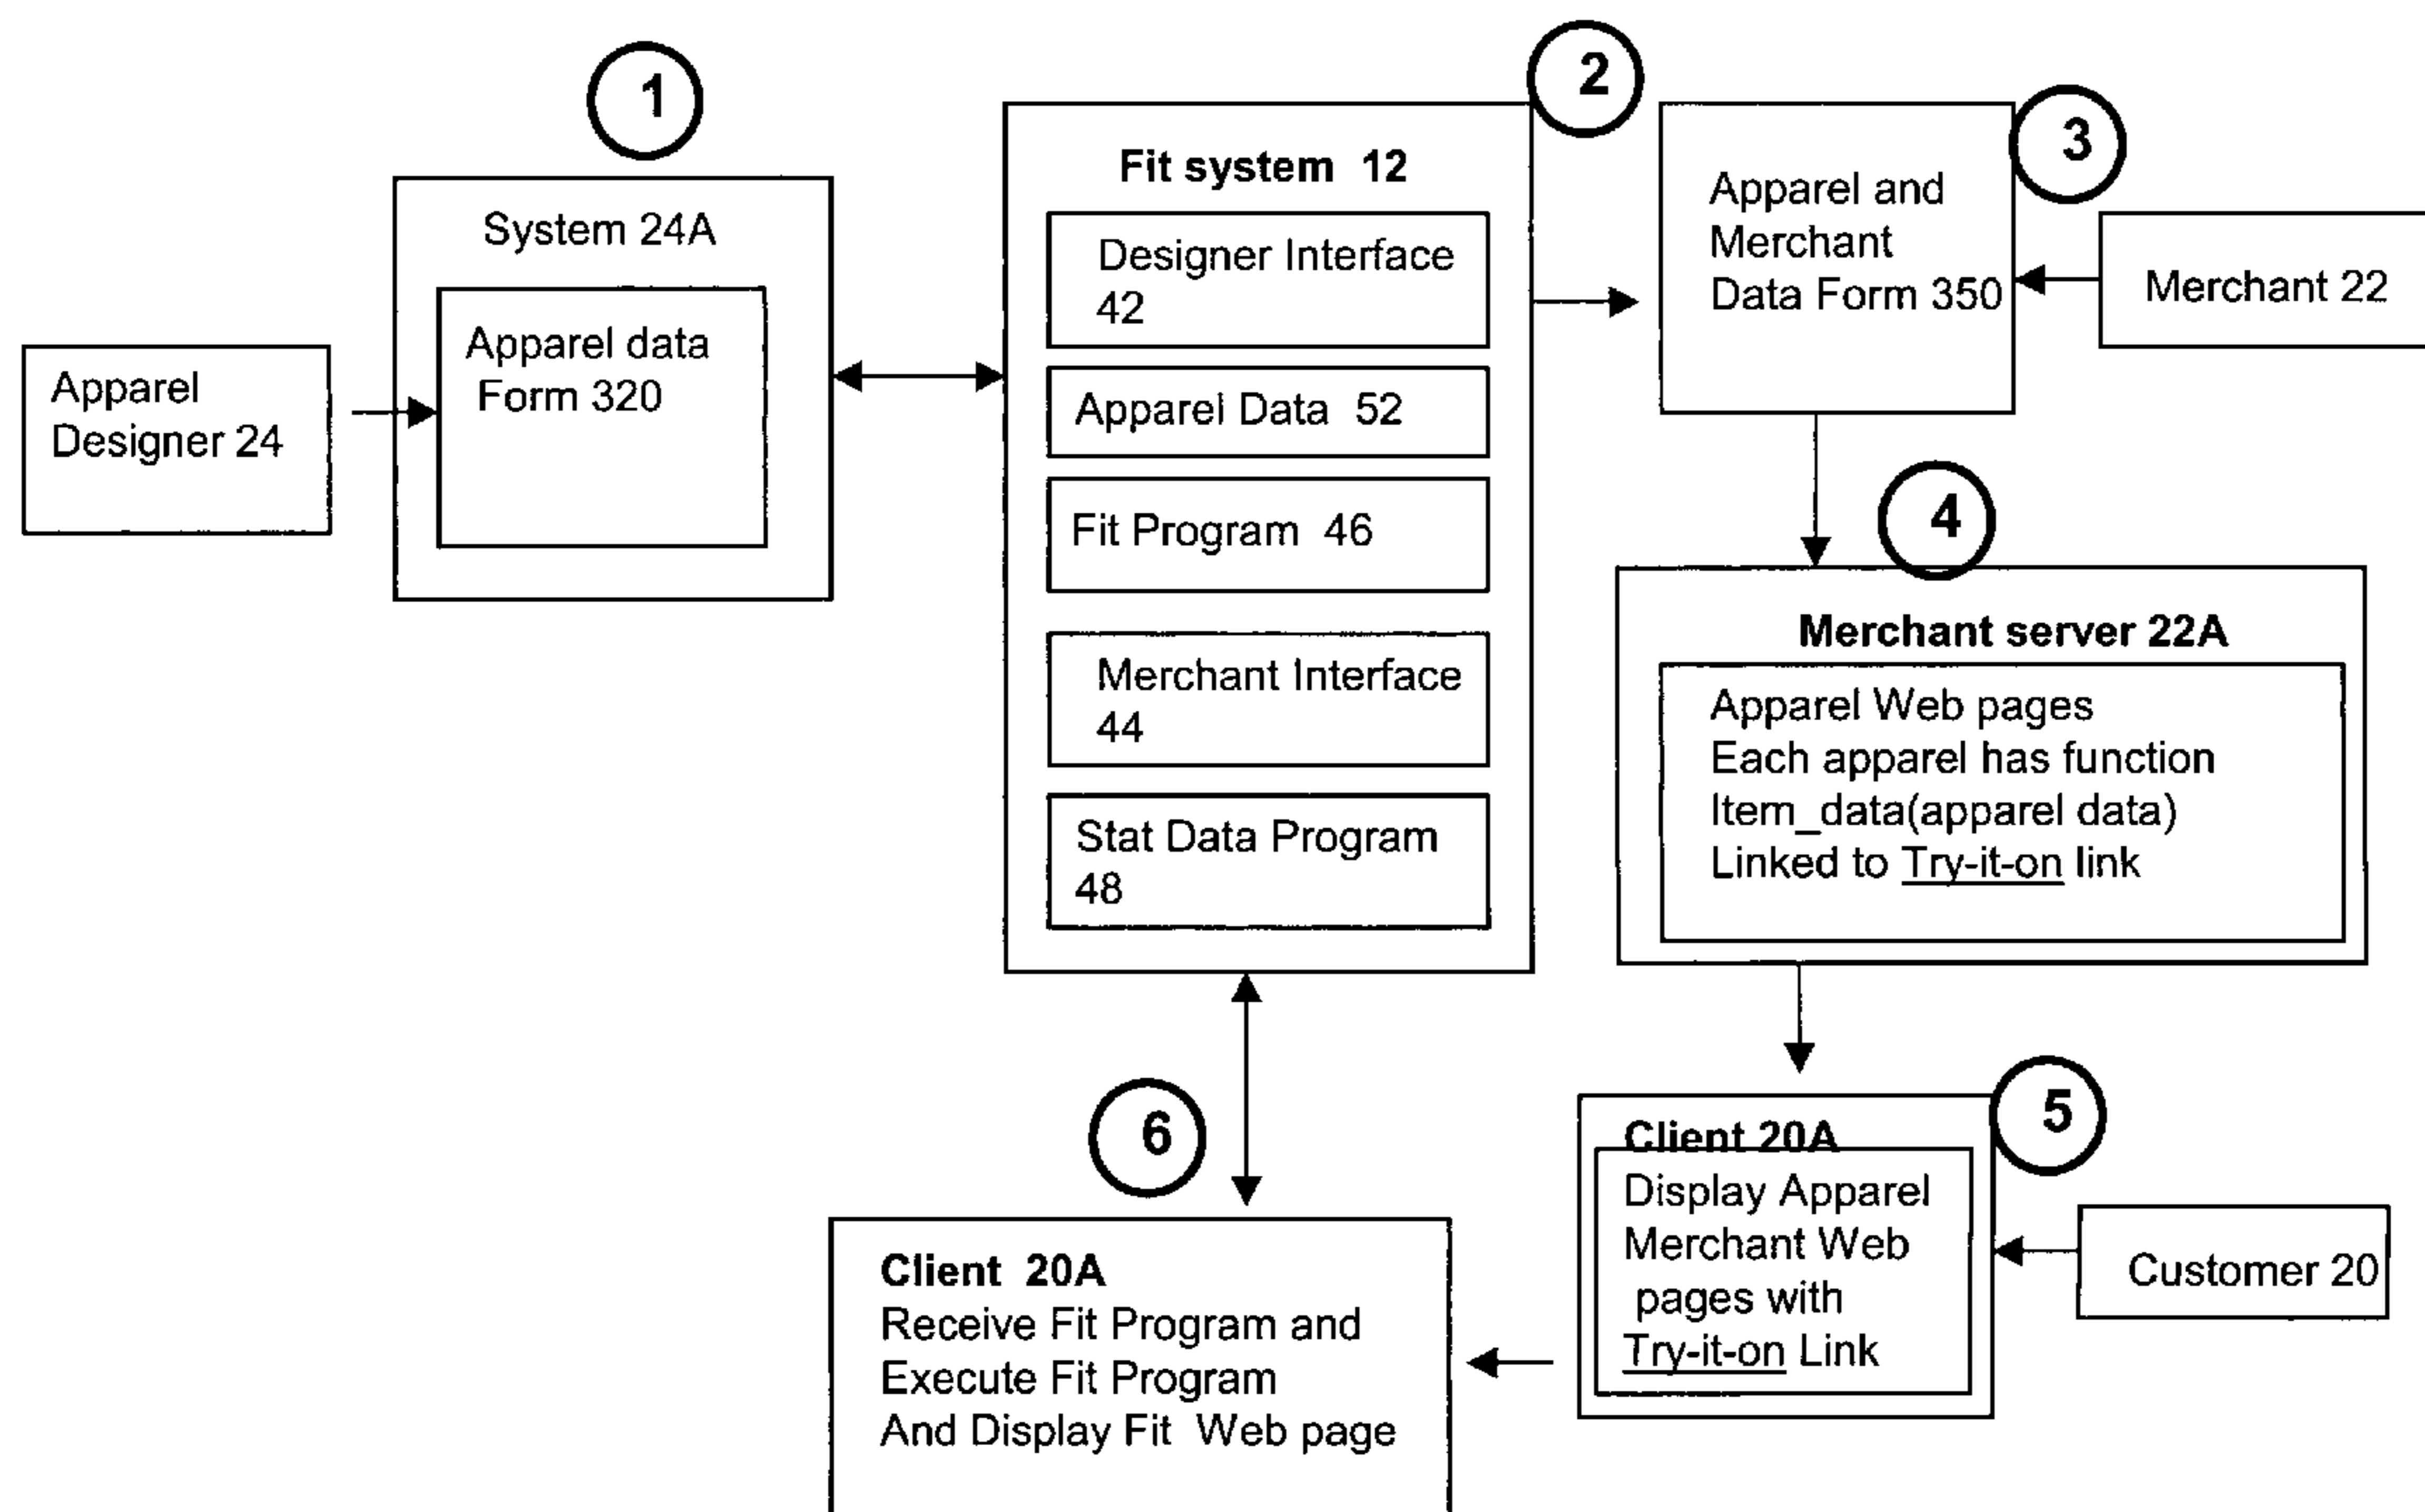 1
System 24A
Apparel data
Form 320
Apparel
Designer 24
2
Fit system 12
Designer Interface
42
Apparel Data 52
Fit Program 46
Merchant Interface
44
Stat Data Program
48
3
Apparel and
Merchant
Data Form 350
Merchant 22
4
Merchant server 22A
Apparel Web pages
Each apparel has function
Item_data(apparel data)
Linked to Try-it-on link
5
Client 20A
Display Apparel
Merchant Web
pages with
Try-it-on Link
Customer 20
6
Client 20A
Receive Fit Program and
Execute Fit Program
And Display Fit Web page